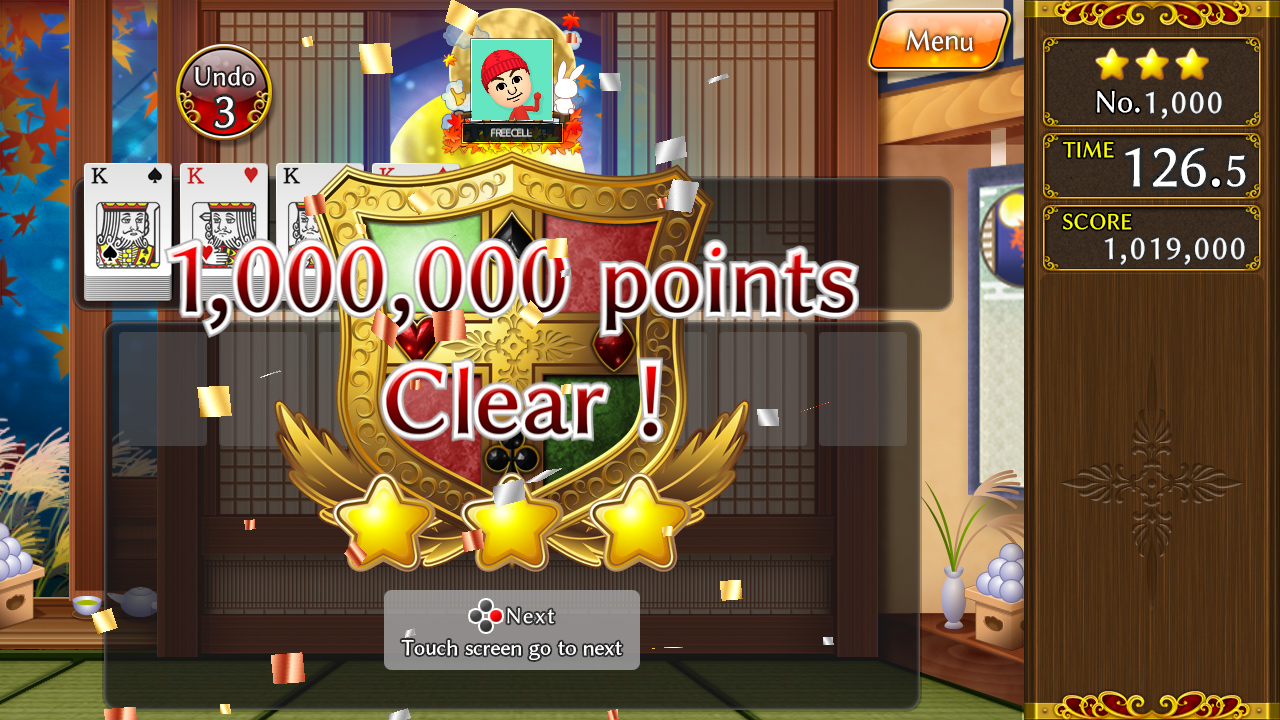 Undo
3
FREECELL
Menu
No.1,000
TIME
126.5
SCORE
1,019,000
K
K
K
K
1,000,000 points
Clear !
Next
Touch screen go to next